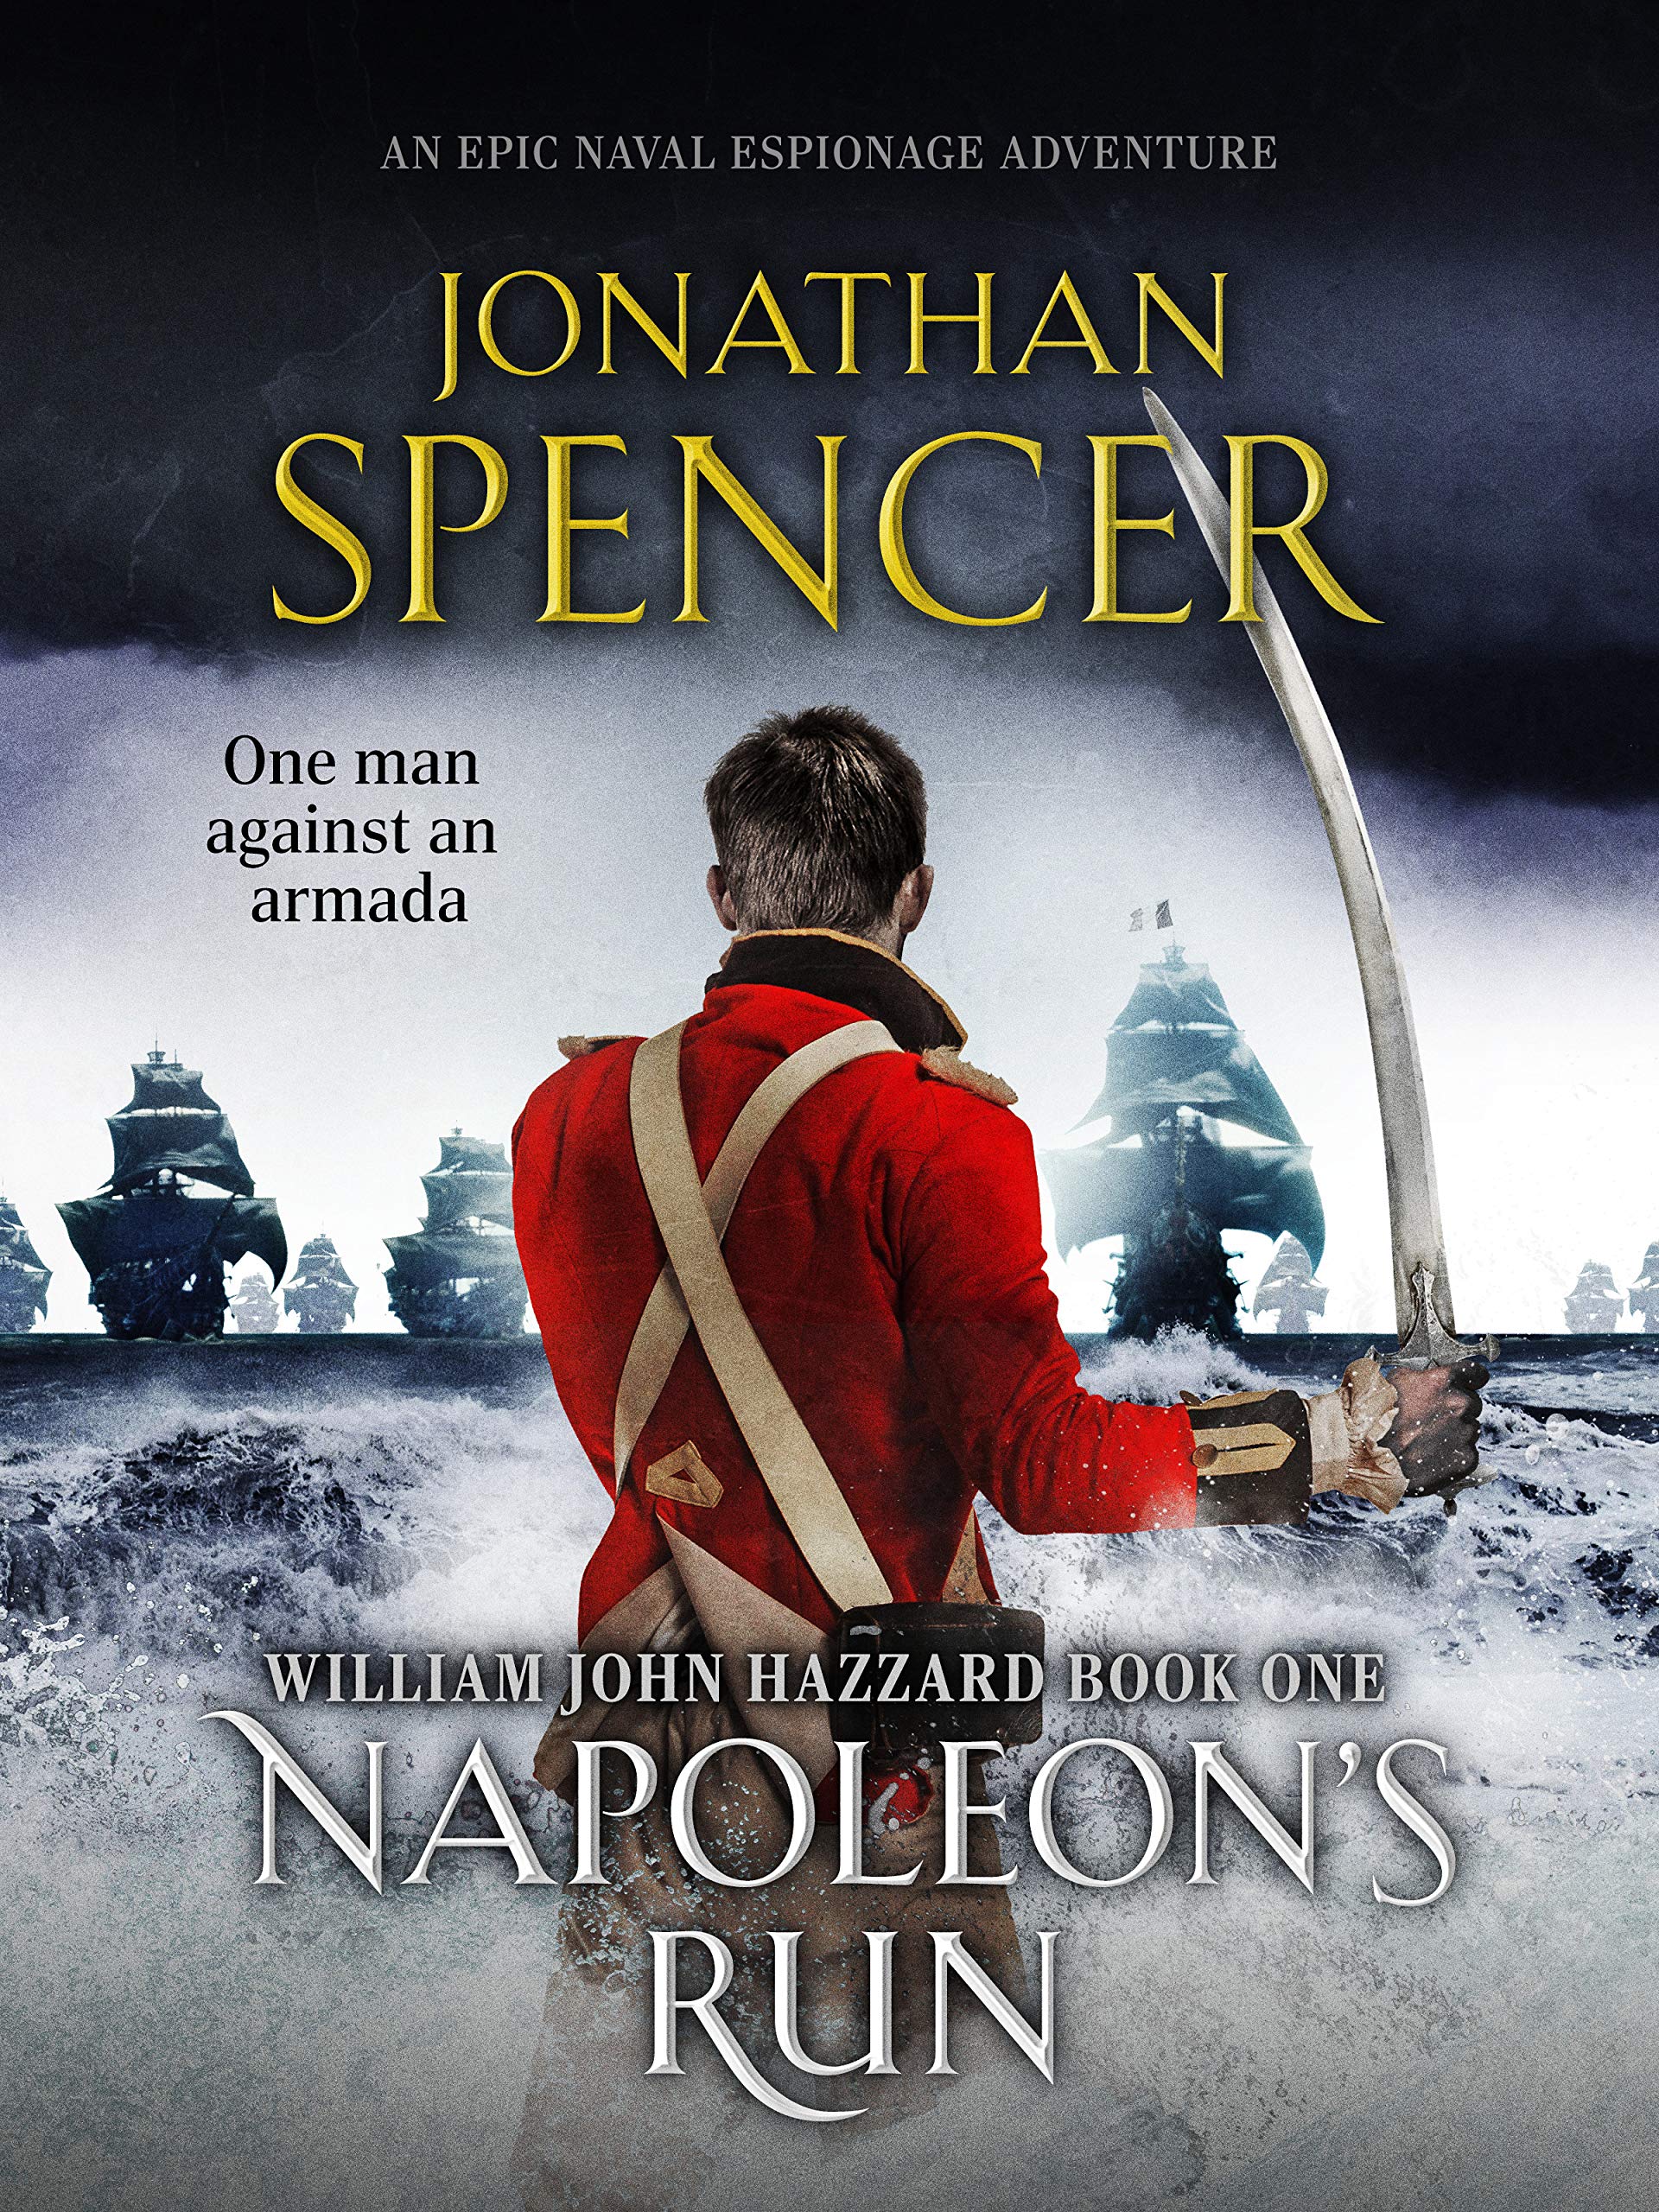 AN EPIC NAVAL ESPIONAGE ADVENTURE
JONATHAN
SPENCER
One man
against an
armada
WILLIAM JOHN HAZZARD BOOK ONE
NAPOLEON'S
RUN